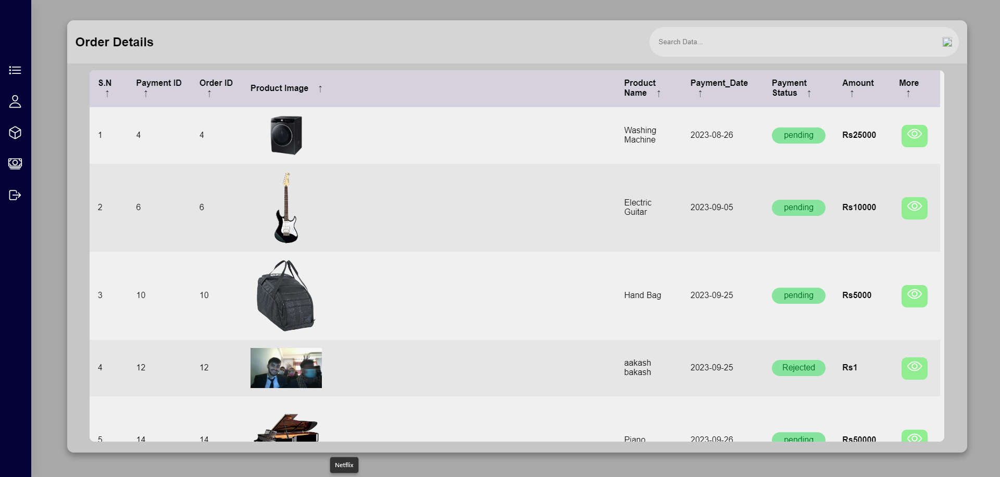 Order Details
Search Data...
S.N ↑ Payment ID ↑ Order ID ↑ Product Image ↑ Product Name ↑ Payment_Date ↑ Payment Status ↑ Amount ↑ More ↑
1 4 4 Washing Machine 2023-08-26 pending Rs25000
2 6 6 Electric Guitar 2023-09-05 pending Rs10000
3 10 10 Hand Bag 2023-09-25 pending Rs5000
4 12 12 aakash bakash 2023-09-25 Rejected Rs1
5 14 14 Piano 2023-09-26 pending Rs50000
Netflix